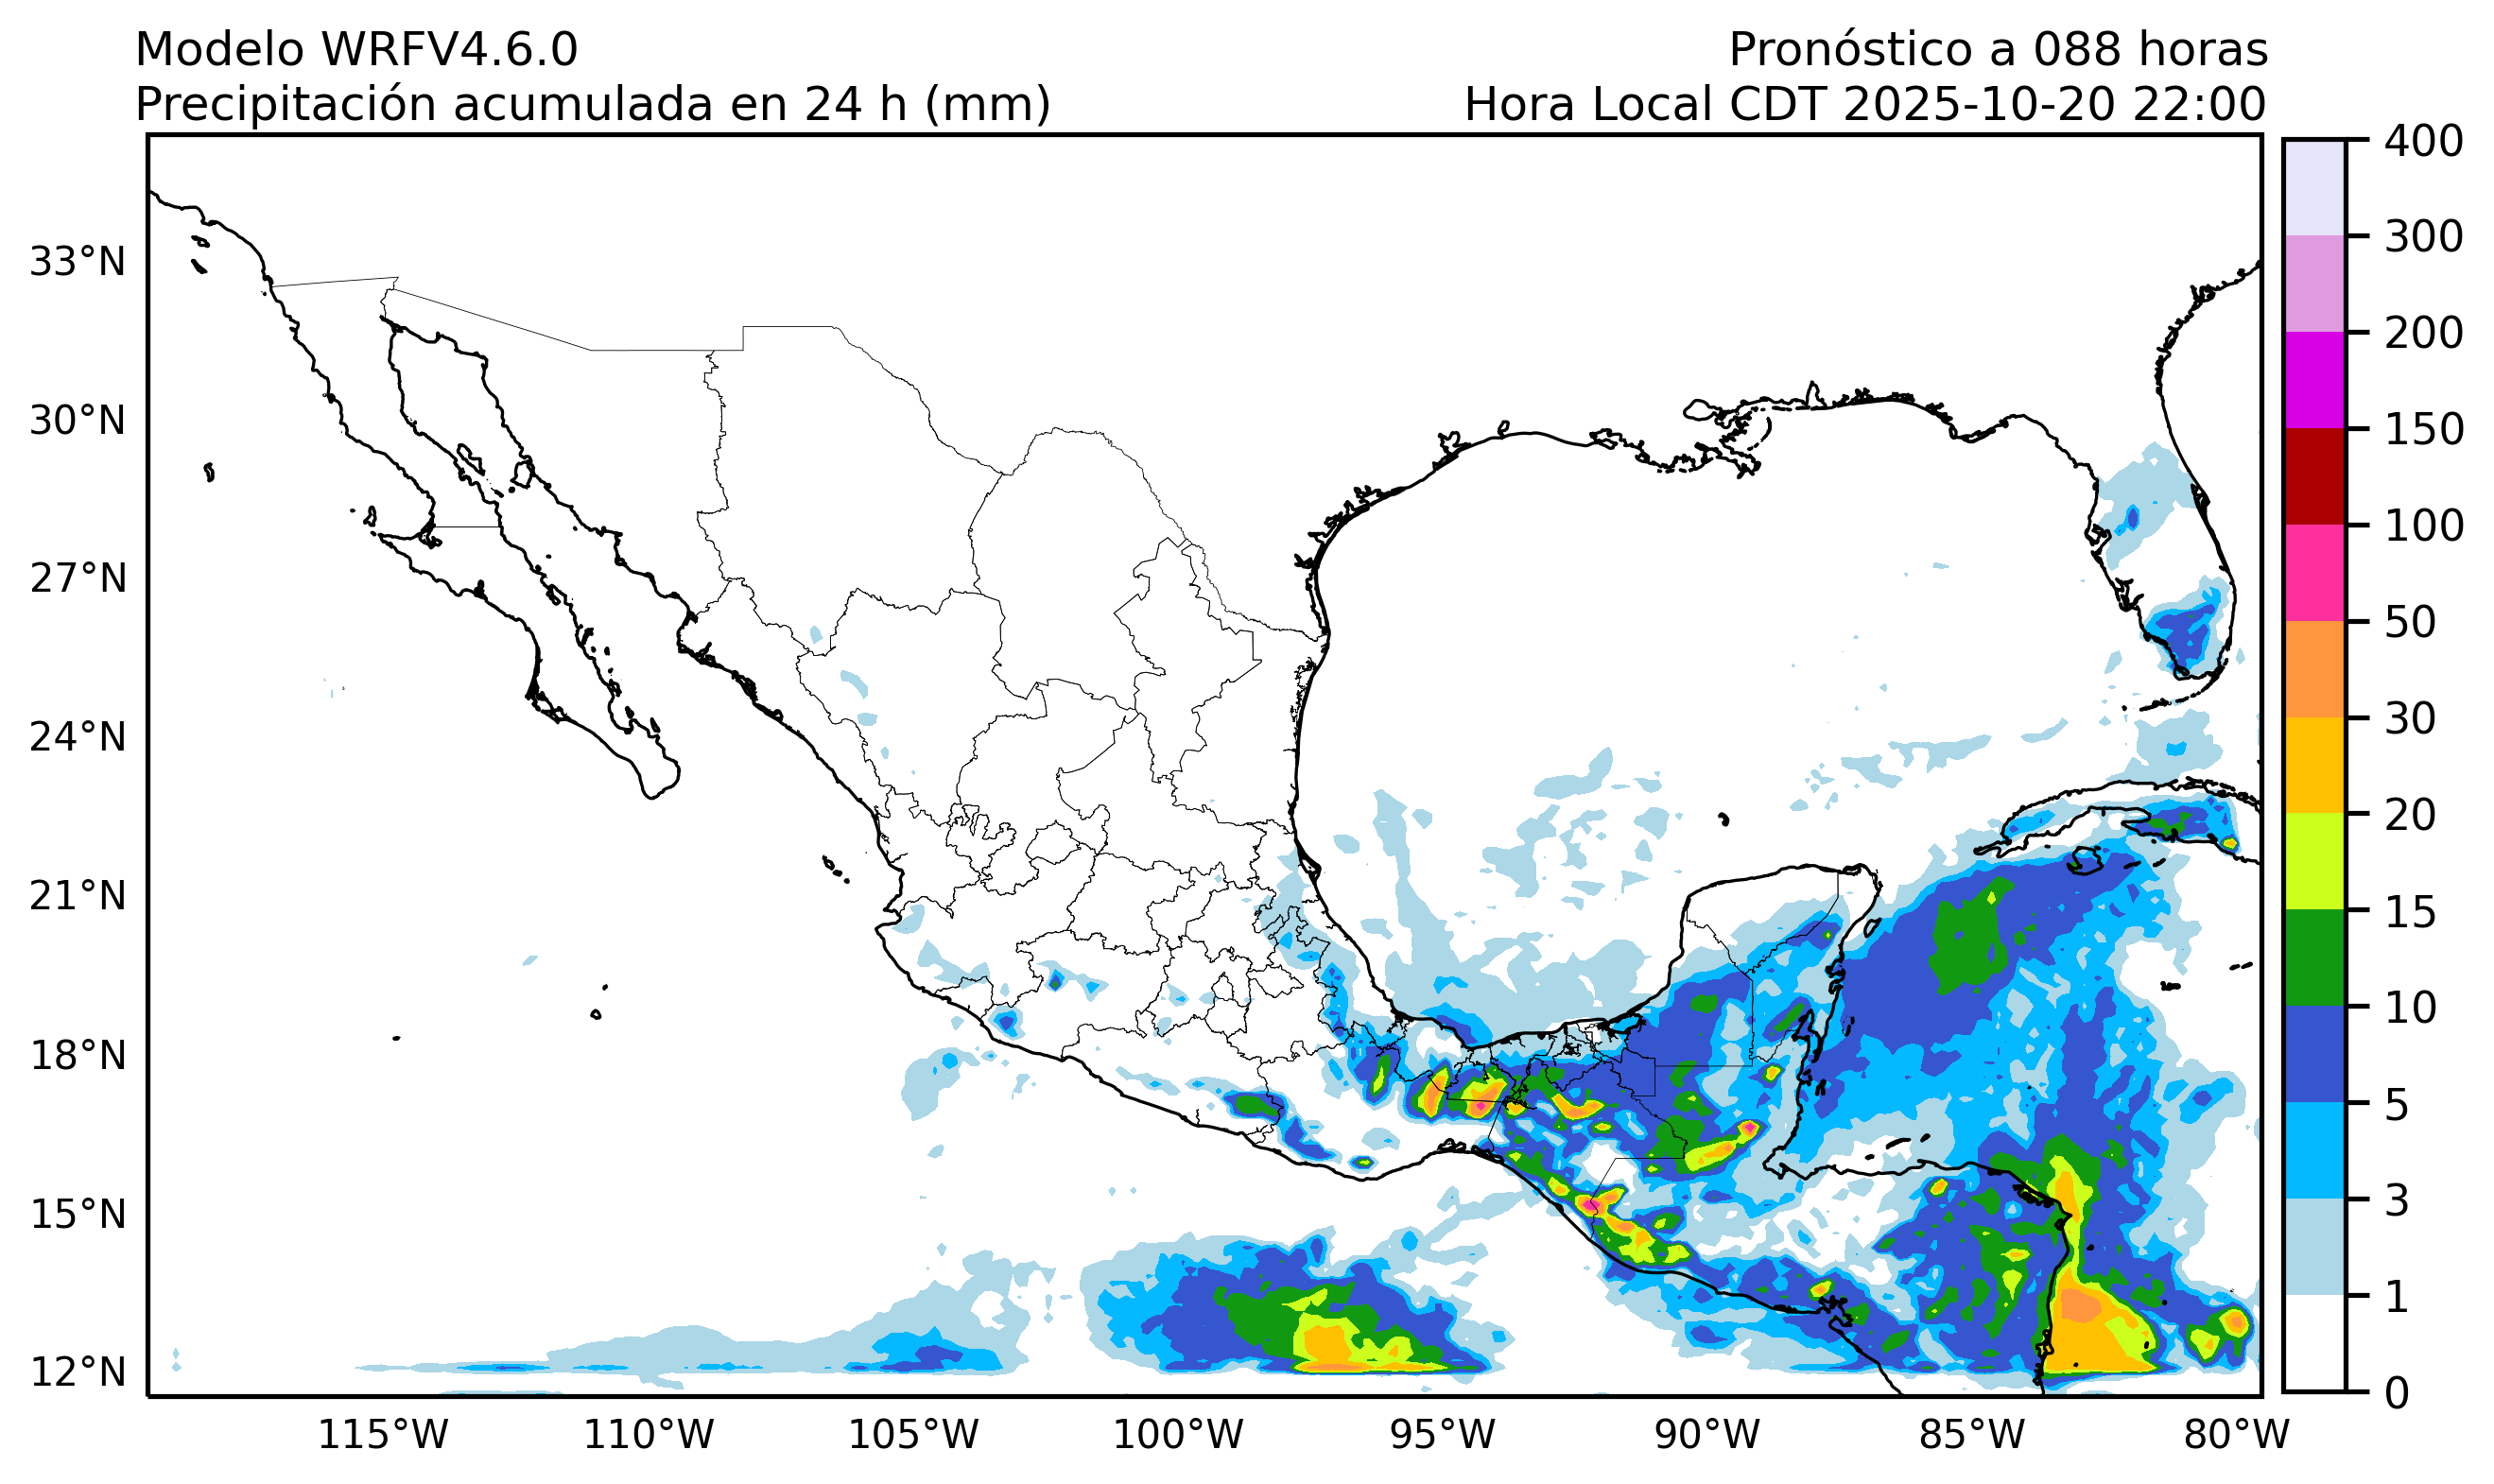 Modelo WRFV4.6.0
Pronóstico a 088 horas
Precipitación acumulada en 24 h (mm)
Hora Local CDT 2025-10-20 22:00
33°N
30°N
27°N
24°N
21°N
18°N
15°N
12°N
115°W
110°W
105°W
100°W
95°W
90°W
85°W
80°W
400
300
200
150
100
50
30
20
15
10
5
3
1
0